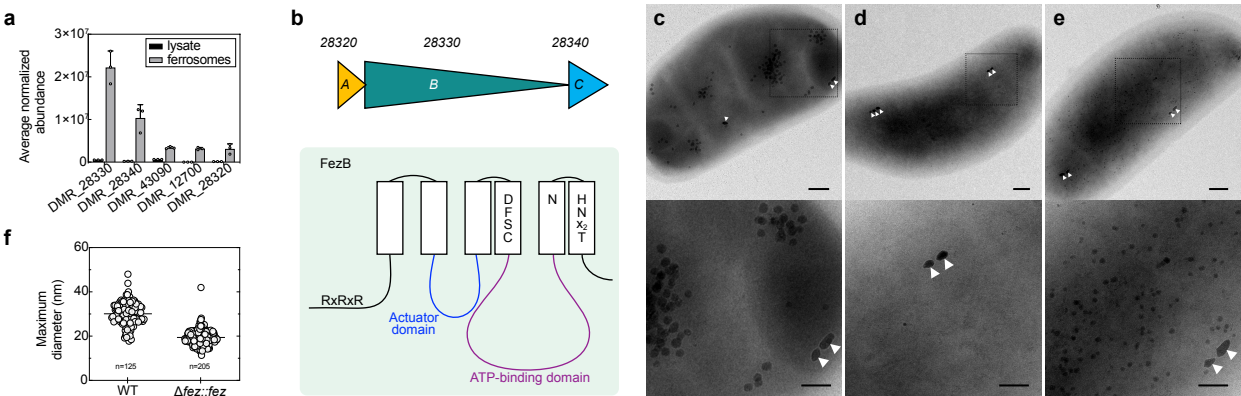 a
3×10⁷
2×10⁷
1×10⁷
0
Average normalized
abundance
lysate
ferrosomes
DMR_28330
DMR_28340
DMR_43090
DMR_12700
DMR_28320
b
28320
28330
28340
A
B
C
FezB
D
F
S
C
N
H
N
x₂
T
RxRxR
Actuator
domain
ATP-binding domain
c
d
e
f
60
40
20
0
Maximum
diameter (nm)
n=125
n=205
WT
Δfez::fez